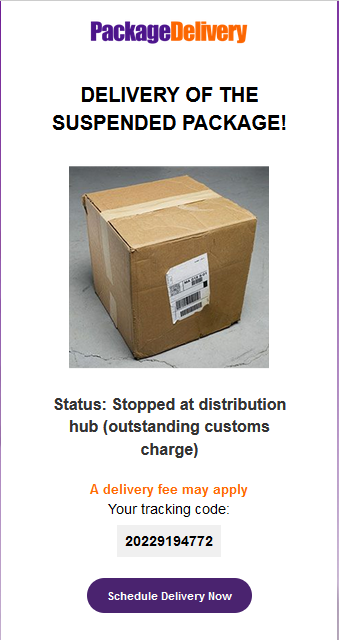 PackageDelivery
DELIVERY OF THE
SUSPENDED PACKAGE!
Status: Stopped at distribution
hub (outstanding customs
charge)
A delivery fee may apply
Your tracking code:
20229194772
Schedule Delivery Now